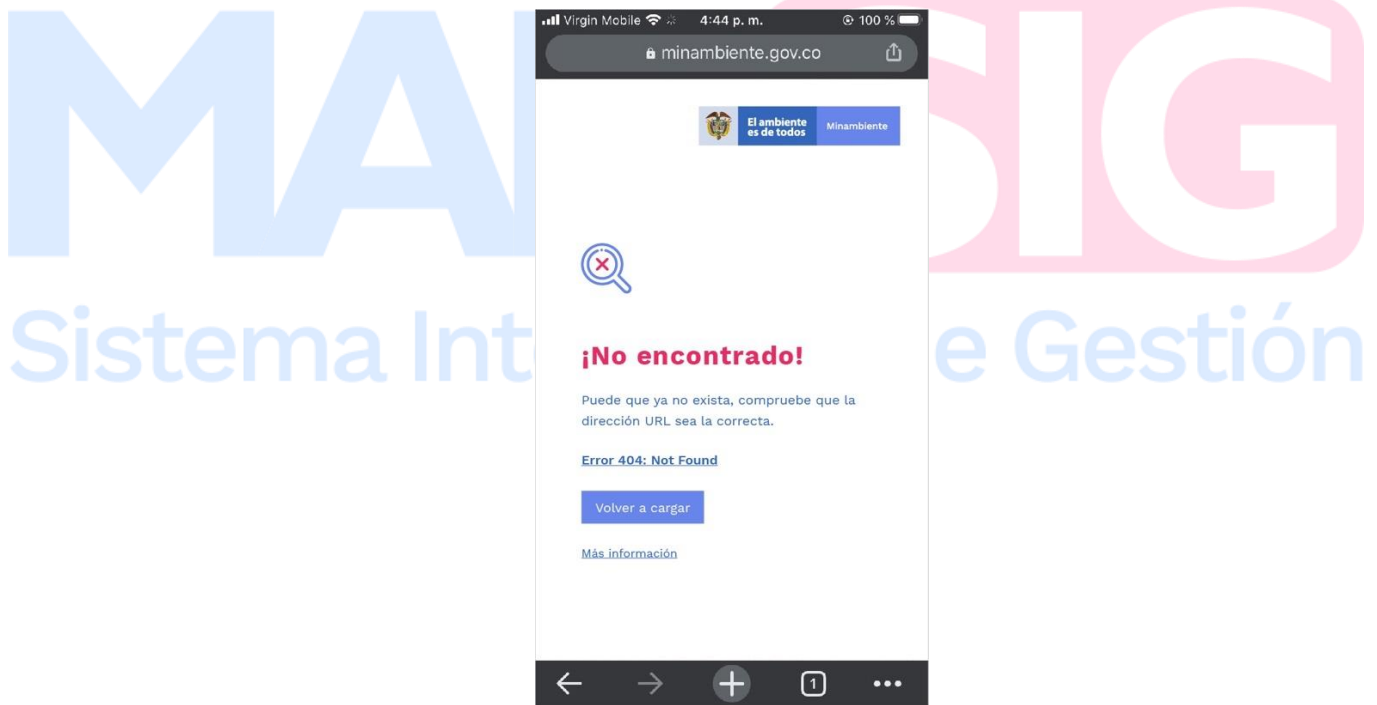 MA
SIG
Sistema Int
e Gestión
Virgin Mobile 4:44 p. m. 100 %
minambiente.gov.co
El ambiente
es de todos
Minambiente
¡No encontrado!
Puede que ya no exista, compruebe que la
dirección URL sea la correcta.
Error 404: Not Found
Volver a cargar
Más información
1